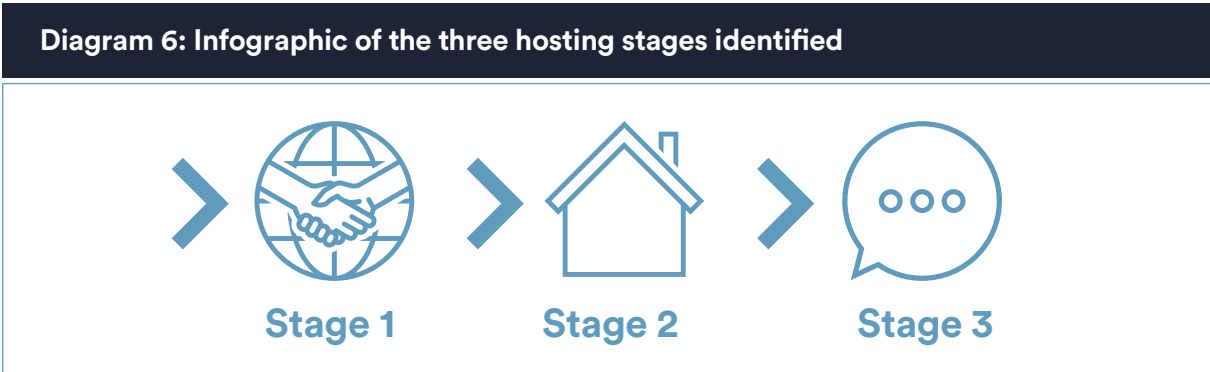 Diagram 6: Infographic of the three hosting stages identified
Stage 1
Stage 2
Stage 3